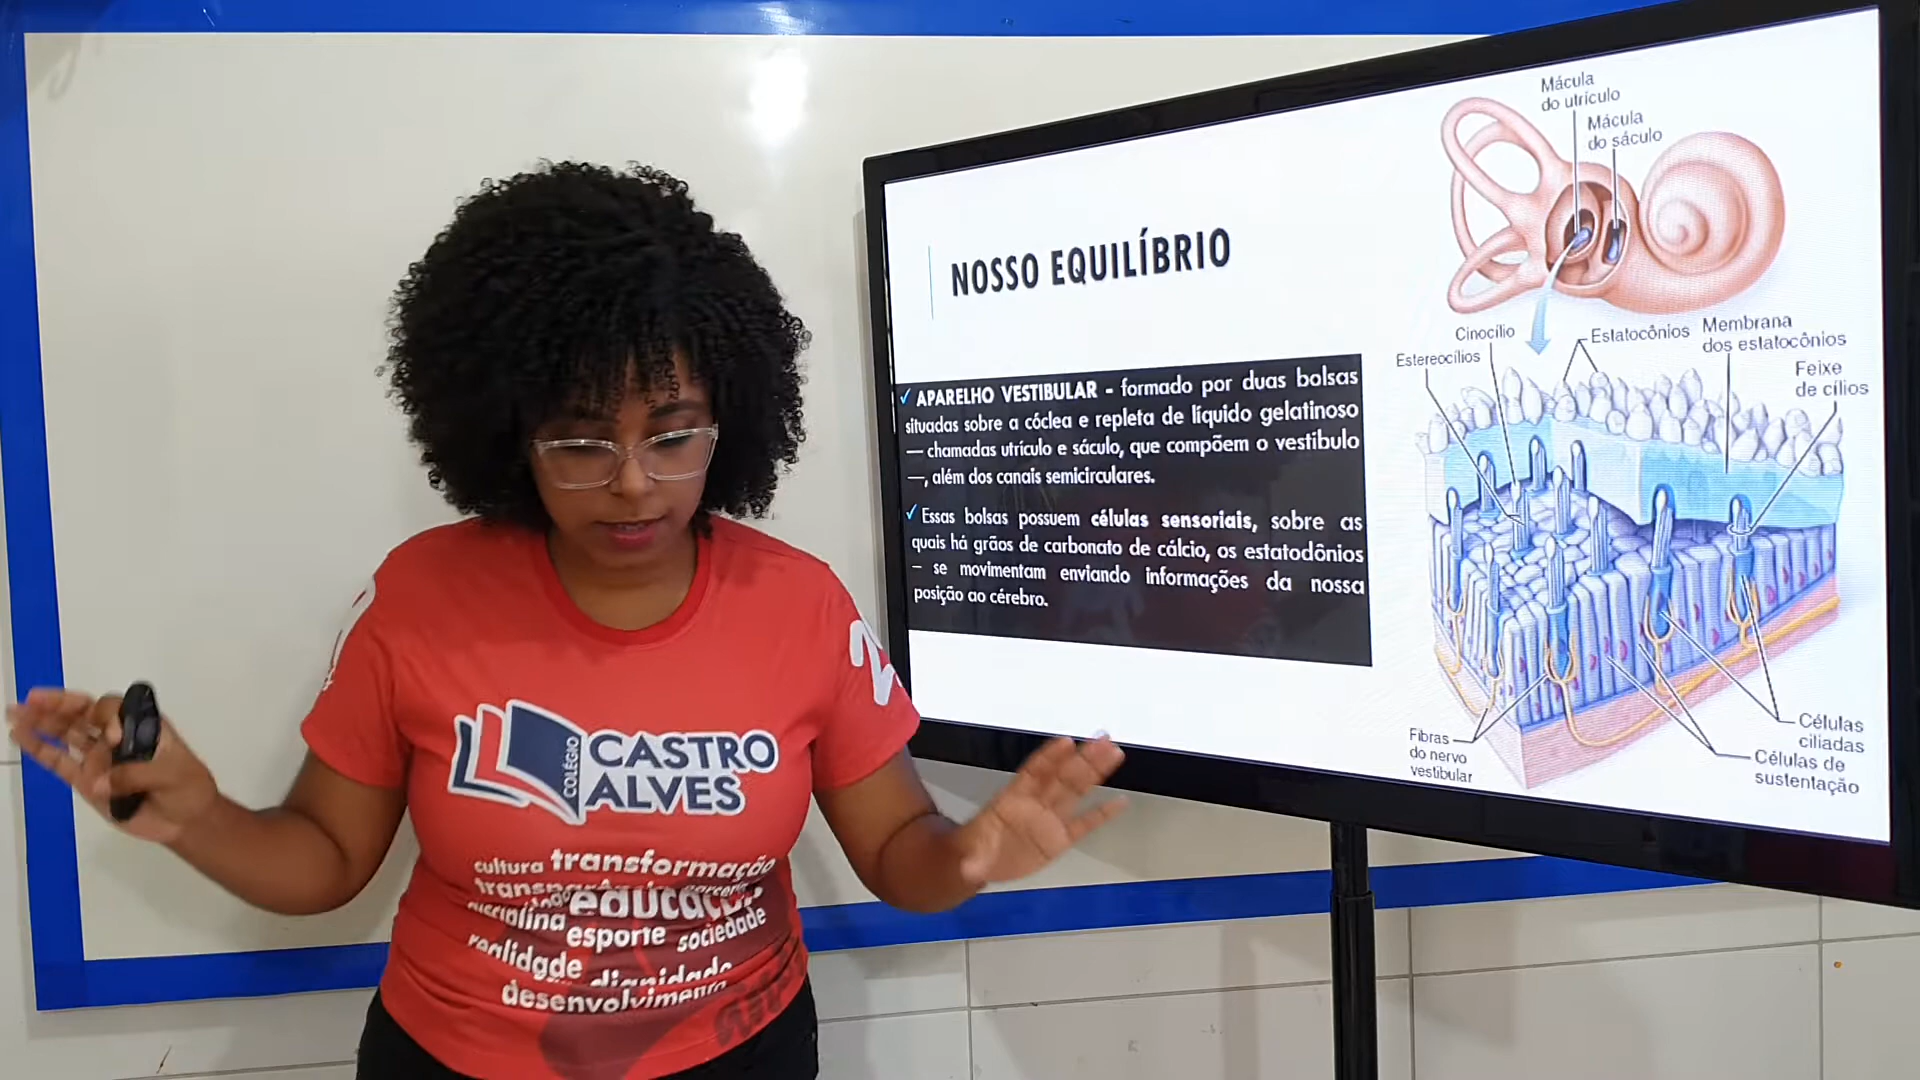 NOSSO EQUILÍBRIO
✓ APARELHO VESTIBULAR - formado por duas bolsas
situadas sobre a cóclea e repleta de líquido gelatinoso
— chamadas utrículo e sáculo, que compõem o vestíbulo
—, além dos canais semicirculares.
✓ Essas bolsas possuem células sensoriais, sobre as
quais há grãos de carbonato de cálcio, os estatodônios
– se movimentam enviando informações da nossa
posição ao cérebro.
Mácula
do utrículo
Mácula
do sáculo
Cinocílio
Estereocílios
Estatocônios
Membrana
dos estatocônios
Feixe
de cílios
Fibras
do nervo
vestibular
Células
ciliadas
Células de
sustentação
COLÉGIO
CASTRO
ALVES
cultura transformação
educação
esporte sociedade
realidade
dignidade
desenvolvimento